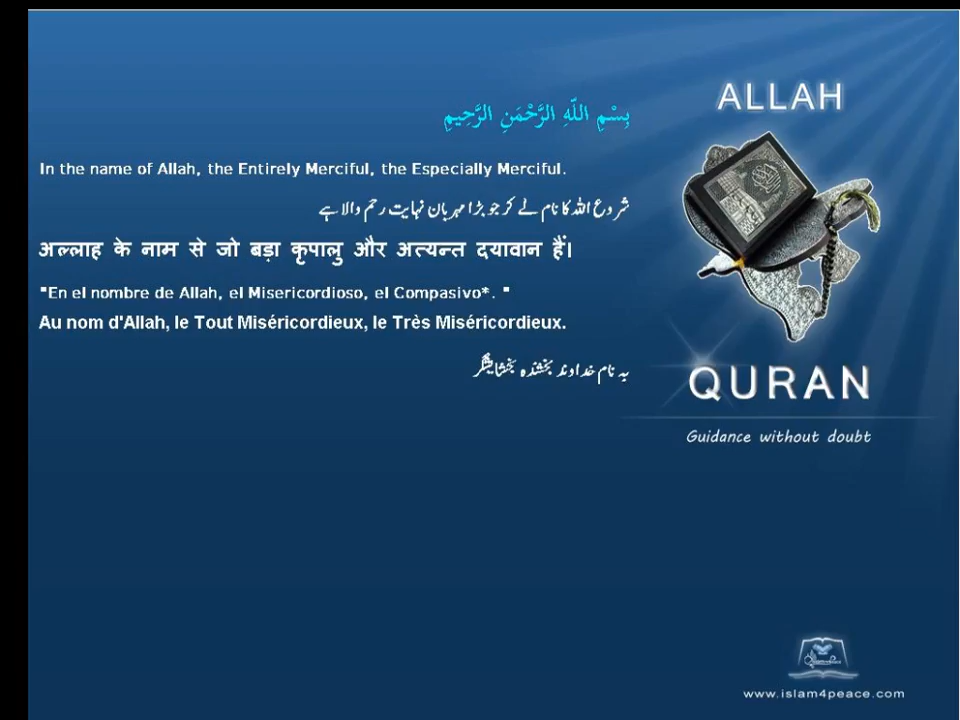 بِسْمِ اللّهِ الرَّحْمَنِ الرَّحِيمِ
In the name of Allah, the Entirely Merciful, the Especially Merciful.
شروع الله کا نام لے کر جو بڑا مہربان نہایت رحم والا ہے
अल्लाह के नाम से जो बड़ा कृपालु और अत्यन्त दयावान हैं।
"En el nombre de Allah, el Misericordioso, el Compasivo*. "
Au nom d'Allah, le Tout Miséricordieux, le Très Miséricordieux.
به نام خداوند بخشنده بخشایشگر
ALLAH
QURAN
Guidance without doubt
www.islam4peace.com